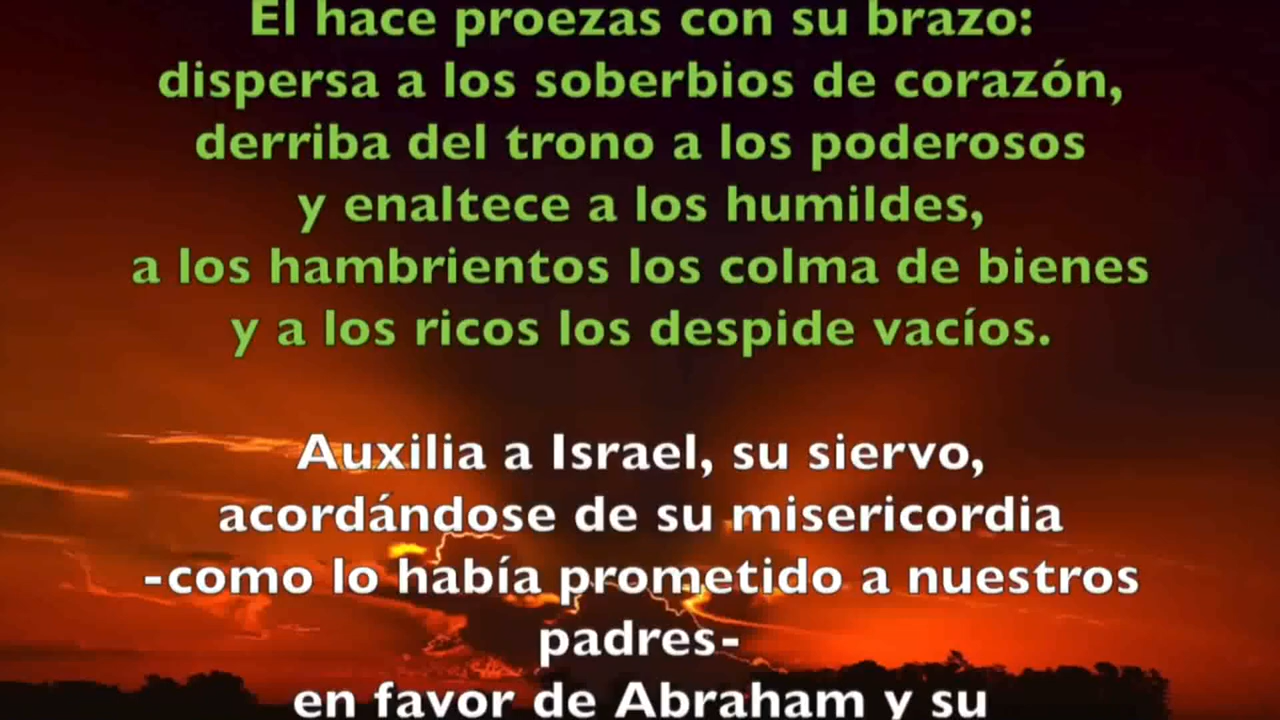 El hace proezas con su brazo:
dispersa a los soberbios de corazón,
derriba del trono a los poderosos
y enaltece a los humildes,
a los hambrientos los colma de bienes
y a los ricos los despide vacíos.
Auxilia a Israel, su siervo,
acordándose de su misericordia
-como lo había prometido a nuestros
padres-
en favor de Abraham y su